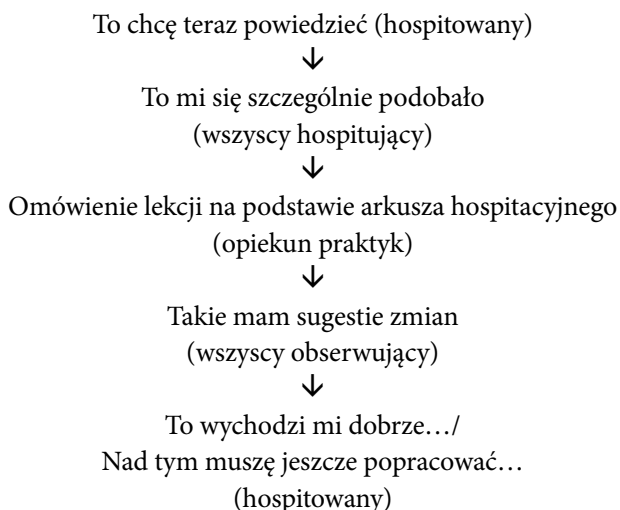 To chcę teraz powiedzieć (hospitowany)
↓
To mi się szczególnie podobało
(wszyscy hospitujący)
↓
Omówienie lekcji na podstawie arkusza hospitacyjnego
(opiekun praktyk)
↓
Takie mam sugestie zmian
(wszyscy obserwujący)
↓
To wychodzi mi dobrze…/
Nad tym muszę jeszcze popracować…
(hospitowany)